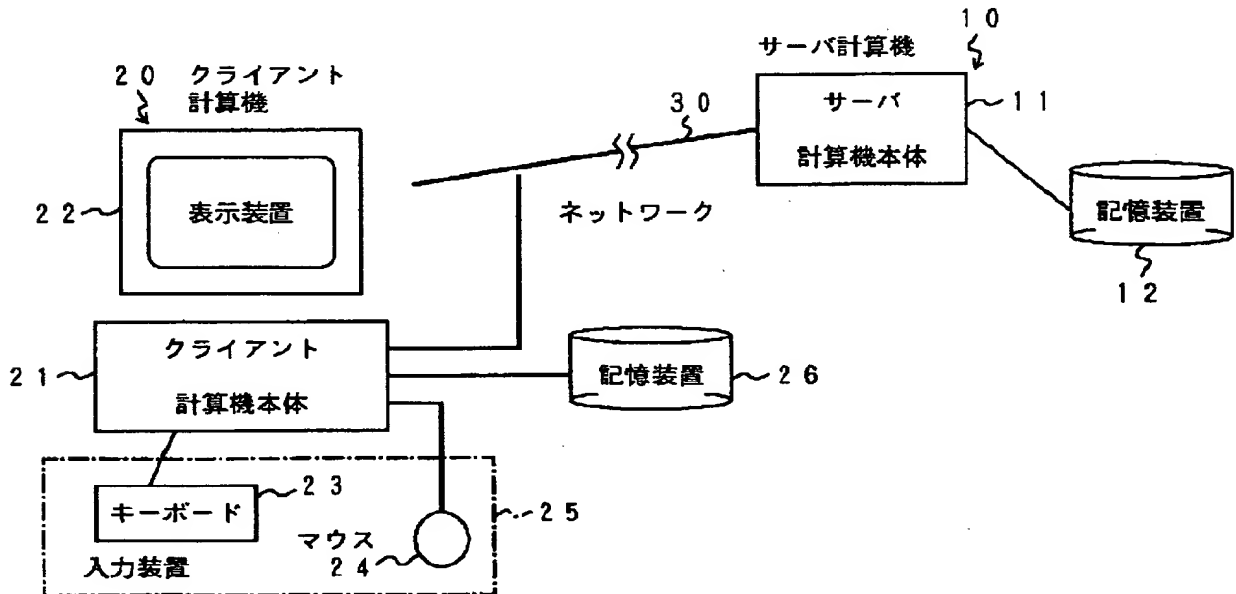 10
サーバ計算機
サーバ
計算機本体
11
記憶装置
12
30
ネットワーク
20 クライアント
計算機
22
表示装置
21
クライアント
計算機本体
記憶装置
26
キーボード
23
マウス
24
25
入力装置